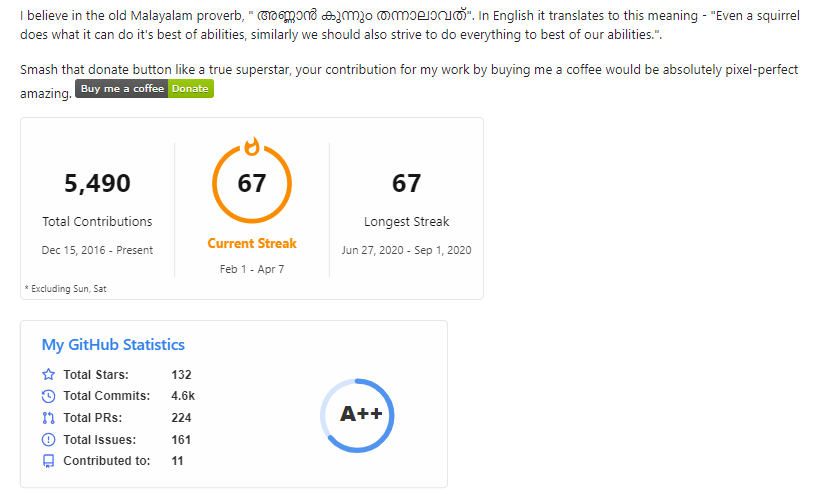 I believe in the old Malayalam proverb, " അണ്ണാൻ കുന്നും തന്നാലാവത്". In English it translates to this meaning - "Even a squirrel
does what it can do it's best of abilities, similarly we should also strive to do everything to best of our abilities.".
Smash that donate button like a true superstar, your contribution for my work by buying me a coffee would be absolutely pixel-perfect
amazing. Buy me a coffee Donate
5,490
Total Contributions
Dec 15, 2016 - Present
67
Current Streak
Feb 1 - Apr 7
67
Longest Streak
Jun 27, 2020 - Sep 1, 2020
* Excluding Sun, Sat
My GitHub Statistics
Total Stars: 132
Total Commits: 4.6k
Total PRs: 224
Total Issues: 161
Contributed to: 11
A++